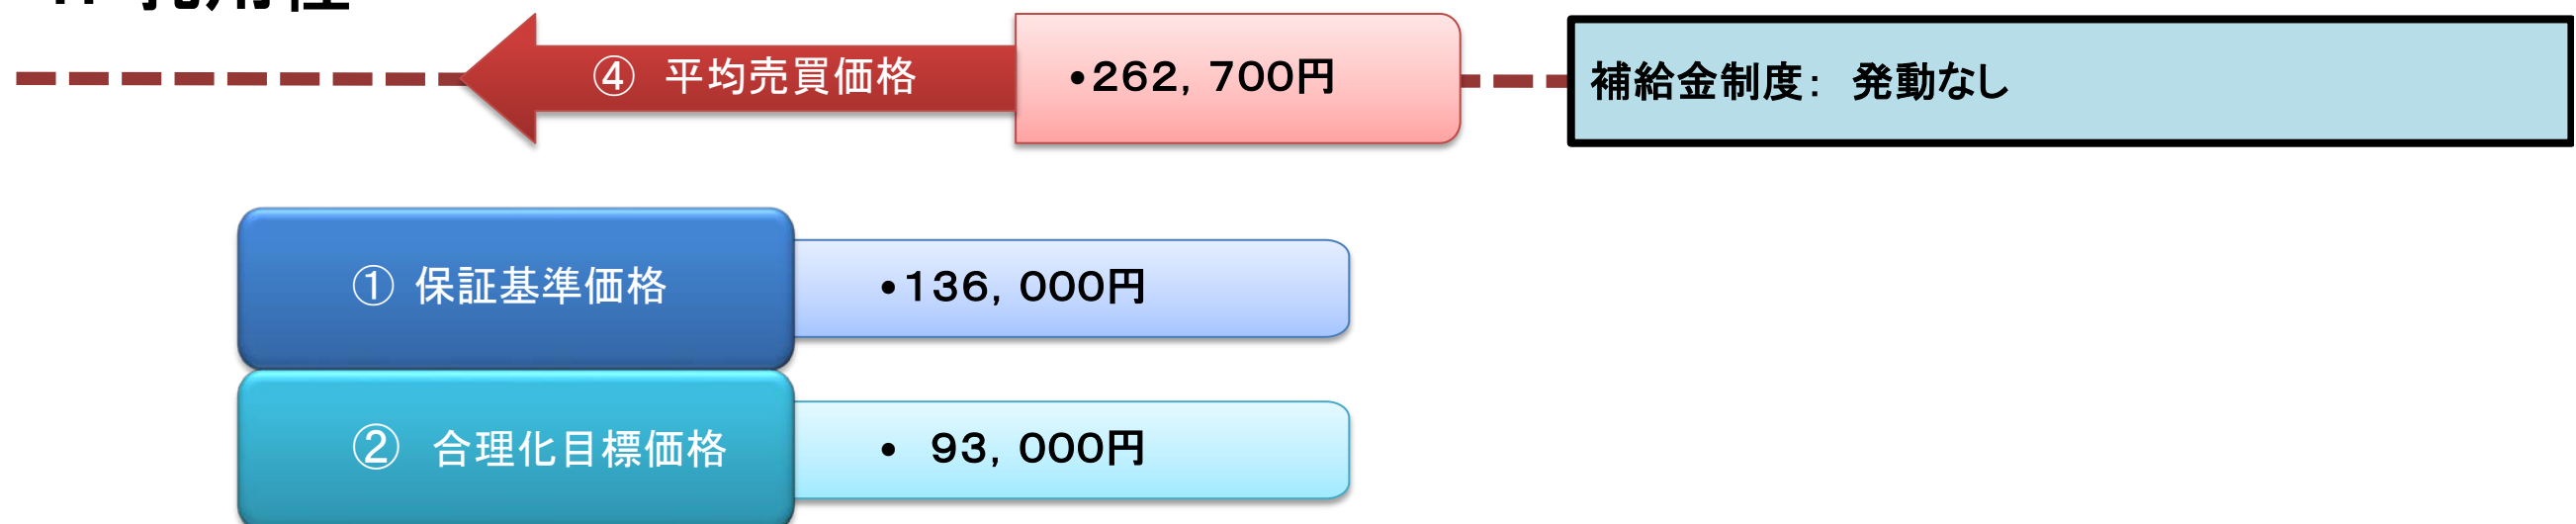 ④ 平均売買価格
•262, 700円
補給金制度: 発動なし
① 保証基準価格
•136, 000円
② 合理化目標価格
• 93, 000円